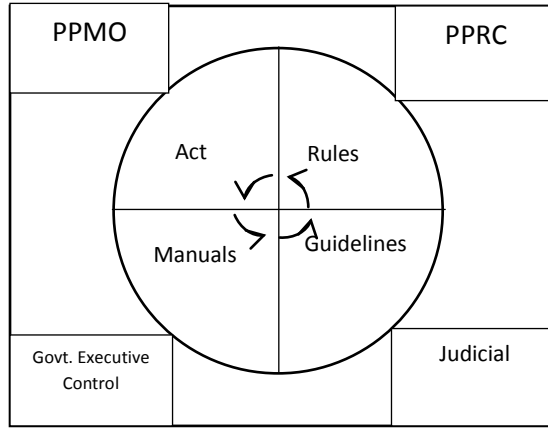 PPMO
PPRC
Act
Rules
Manuals
Guidelines
Govt. Executive
Control
Judicial